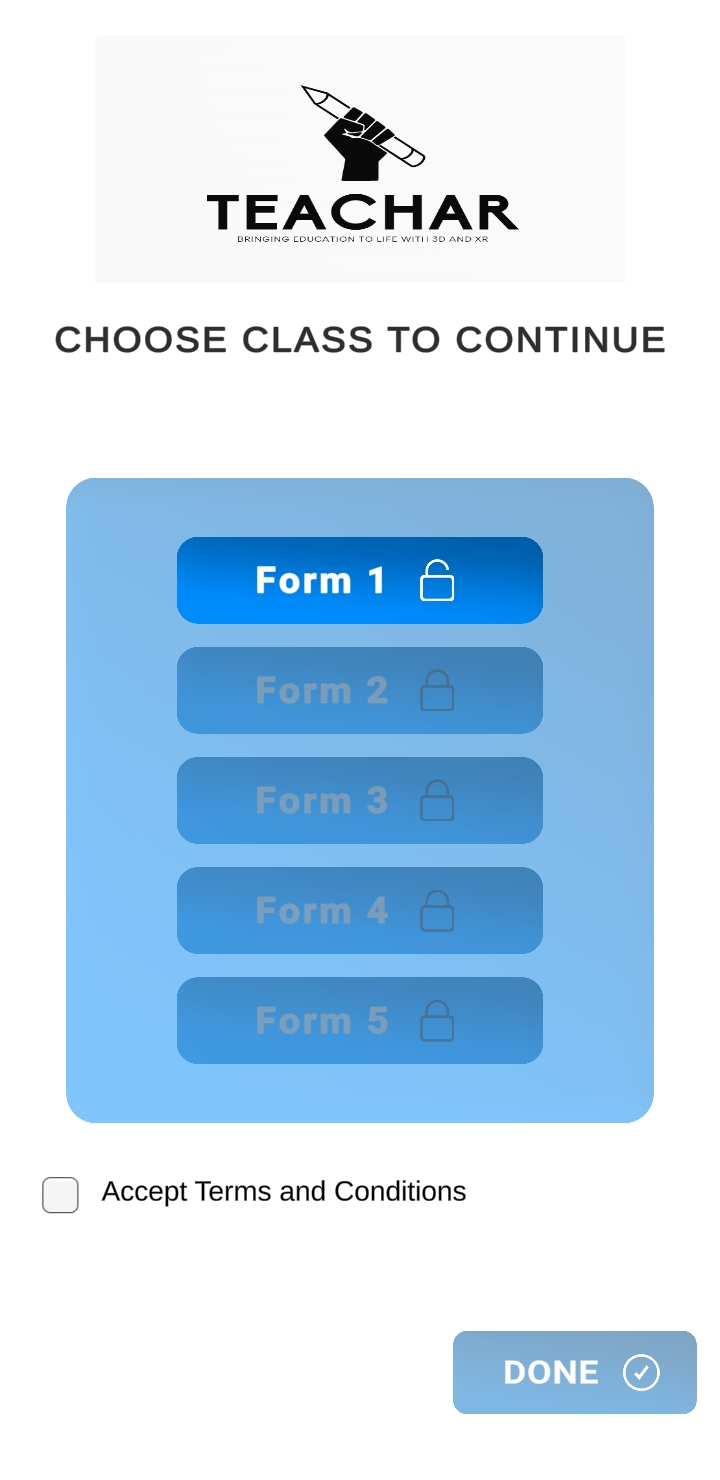 TEACHAR
BRINGING EDUCATION TO LIFE WITH 3D AND XR
CHOOSE CLASS TO CONTINUE
Form 1
Form 2
Form 3
Form 4
Form 5
Accept Terms and Conditions
DONE